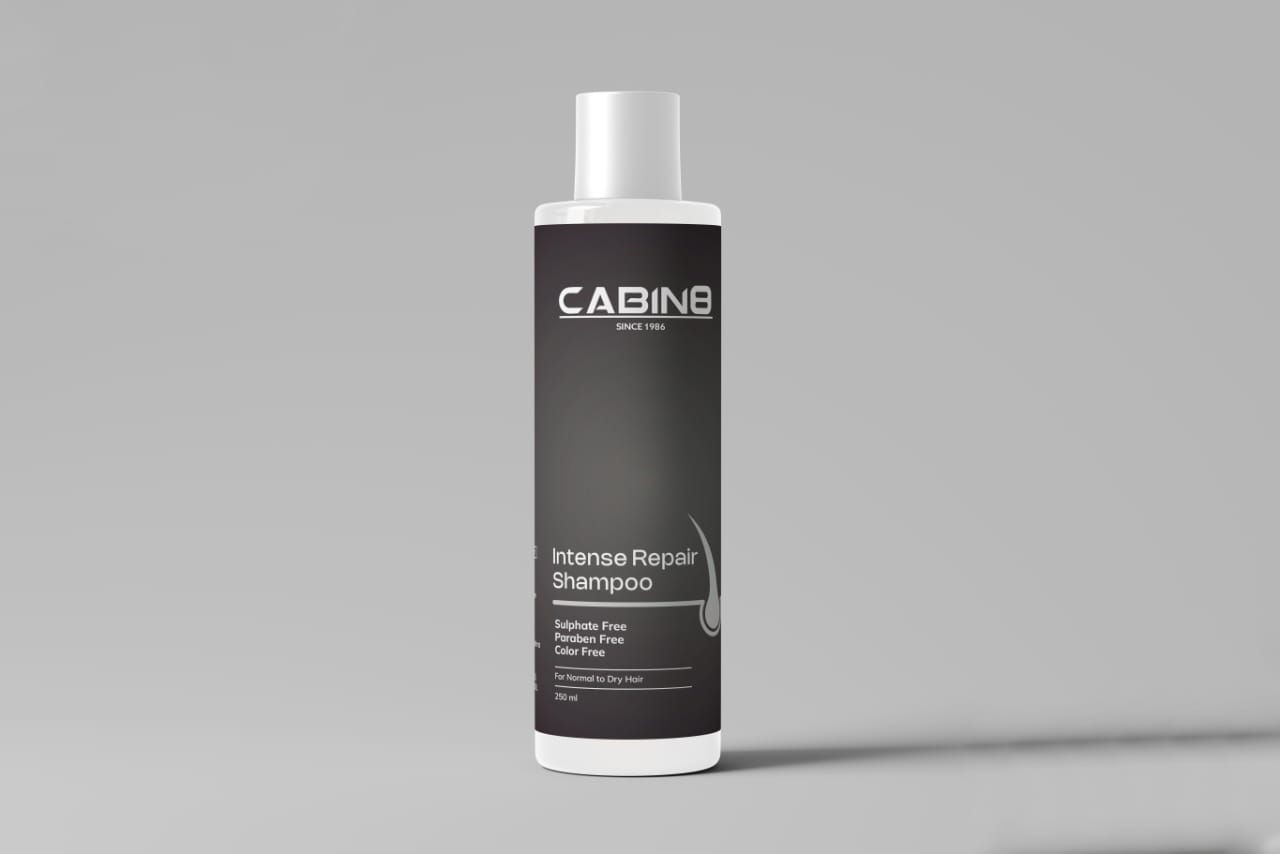 CABIN8
SINCE 1986
Intense Repair
Shampoo
Sulphate Free
Paraben Free
Color Free
For Normal to Dry Hair
250 ml